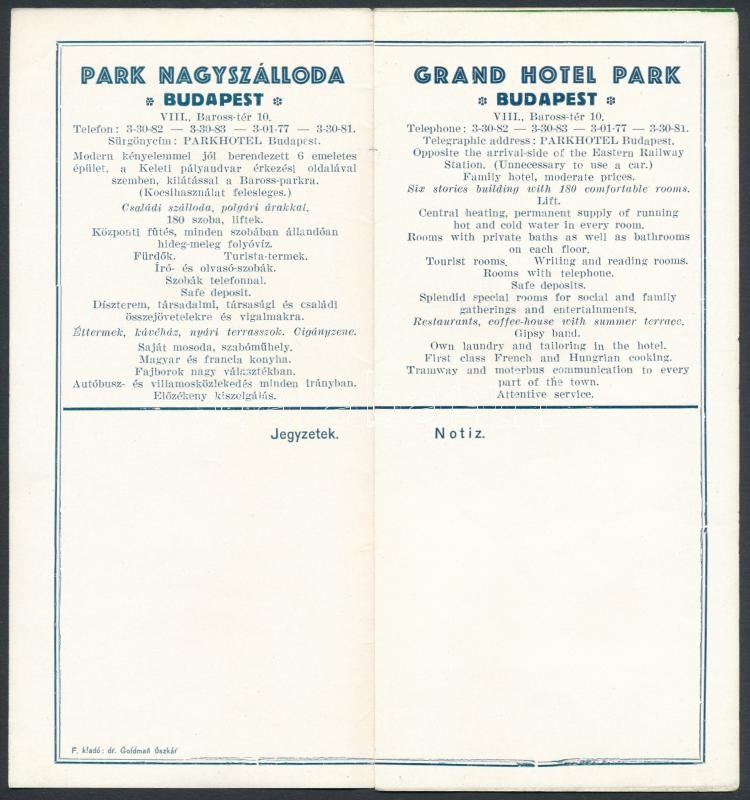 PARK NAGYSZÁLLODA
* BUDAPEST *
VIII., Baross-tér 10.
Telefon: 3-30-82 — 3-30-83 — 3-01-77 — 3-30-81.
Sürgönycím: PARKHOTEL Budapest.
Modern kényelemmel jól berendezett 6 emeletes
épület, a Keleti pályaudvar érkezési oldalával
szemben, kilátással a Baross-parkra.
(Kocsihasználat felesleges.)
Családi szálloda, polgári árakkal.
180 szoba, liftek.
Központi fűtés, minden szobában állandóan
hideg-meleg folyóvíz.
Fürdők. Turista-termek.
Író- és olvasó-szobák.
Szobák telefonnal.
Safe deposit.
Díszterem, társadalmi, társasági és családi
összejövetelekre és vigalmakra.
Éttermek, kávéház, nyári terrasszok. Cigányzene.
Saját mosoda, szabóműhely.
Magyar és francia konyha.
Fajborok nagy választékban.
Autóbusz- és villamosközlekedés minden irányban.
Előzékeny kiszolgálás.
Jegyzetek.
F. kiadó: dr. Goldmañ Öszkár
GRAND HOTEL PARK
* BUDAPEST *
VIII., Baross-tér 10.
Telephone: 3-30-82 — 3-30-83 — 3-01-77 — 3-30-81.
Telegraphic address: PARKHOTEL Budapest.
Opposite the arrival-side of the Eastern Railway
Station. (Unnecessary to use a car.)
Family hotel, moderate prices.
Six stories building with 180 comfortable rooms.
Lift.
Central heating, permanent supply of running
hot and cold water in every room.
Rooms with private baths as well as bathrooms
on each floor.
Tourist rooms. Writing and reading rooms.
Rooms with telephone.
Safe deposits.
Splendid special rooms for social and family
gatherings and entertainments.
Restaurants, coffee-house with summer terrace.
Gipsy band.
Own laundry and tailoring in the hotel.
First class French and Hungrian cooking.
Tramway and moterbus communication to every
part of the town.
Attentive service.
Notiz.